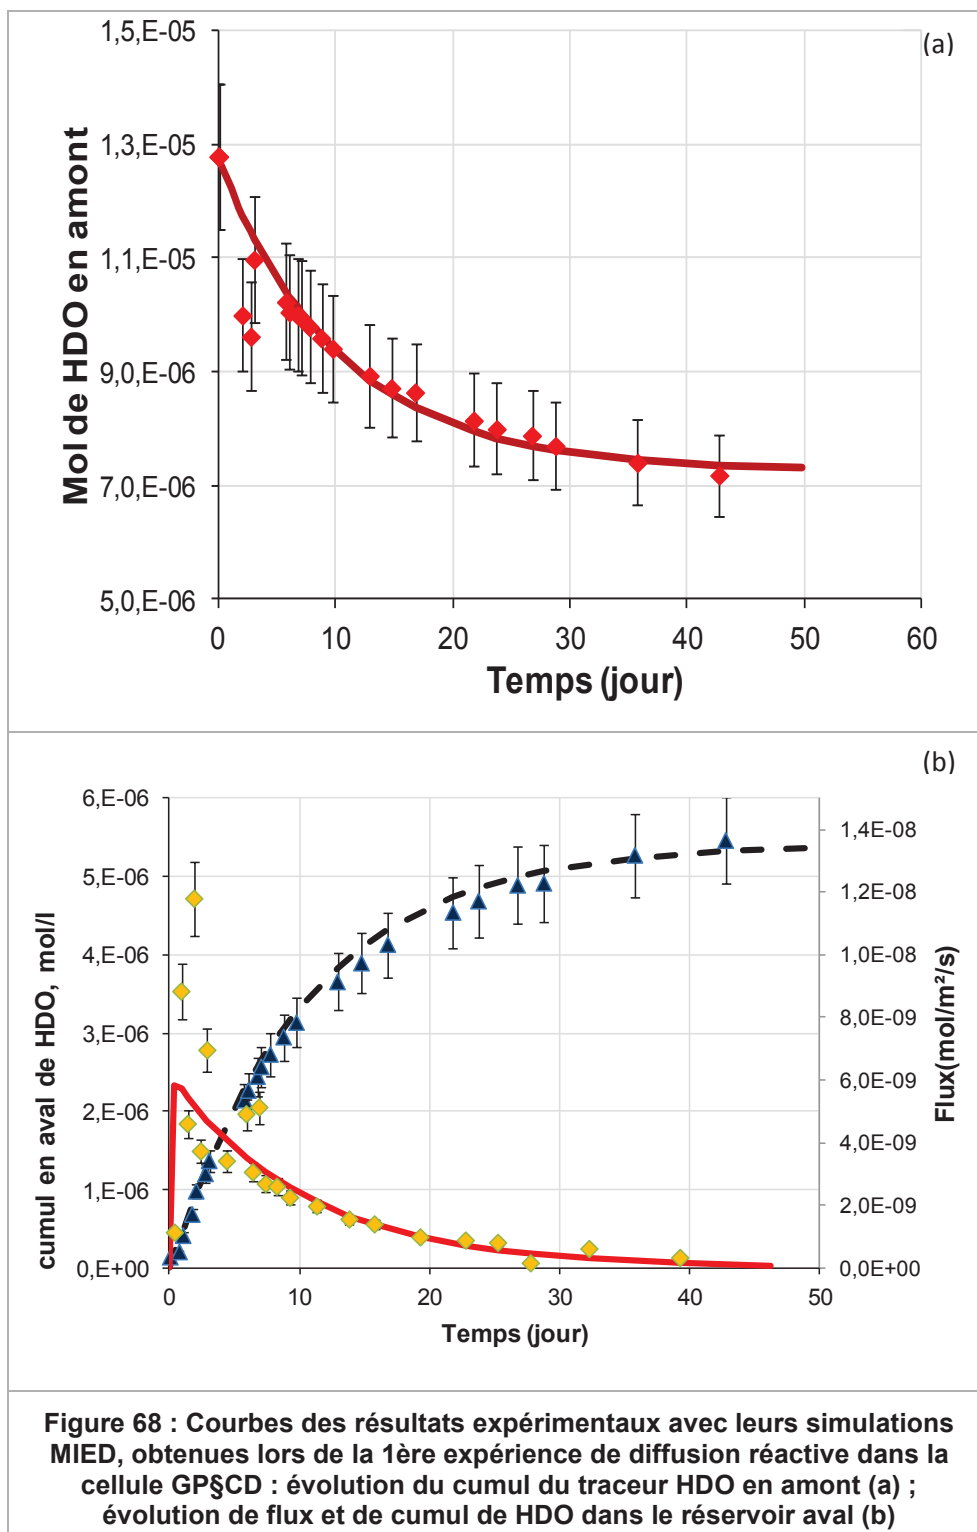 (a)
1,5,E-05
1,3,E-05
1,1,E-05
9,0,E-06
7,0,E-06
5,0,E-06
Mol de HDO en amont
0 10 20 30 40 50 60
Temps (jour)
(b)
6,E-06
5,E-06
4,E-06
3,E-06
2,E-06
1,E-06
0,E+00
cumul en aval de HDO, mol/l
1,4E-08
1,2E-08
1,0E-08
8,0E-09
6,0E-09
4,0E-09
2,0E-09
0,0E+00
Flux(mol/m²/s)
0 10 20 30 40 50
Temps (jour)
Figure 68 : Courbes des résultats expérimentaux avec leurs simulations
MIED, obtenues lors de la 1ère expérience de diffusion réactive dans la
cellule GP§CD : évolution du cumul du traceur HDO en amont (a) ;
évolution de flux et de cumul de HDO dans le réservoir aval (b)